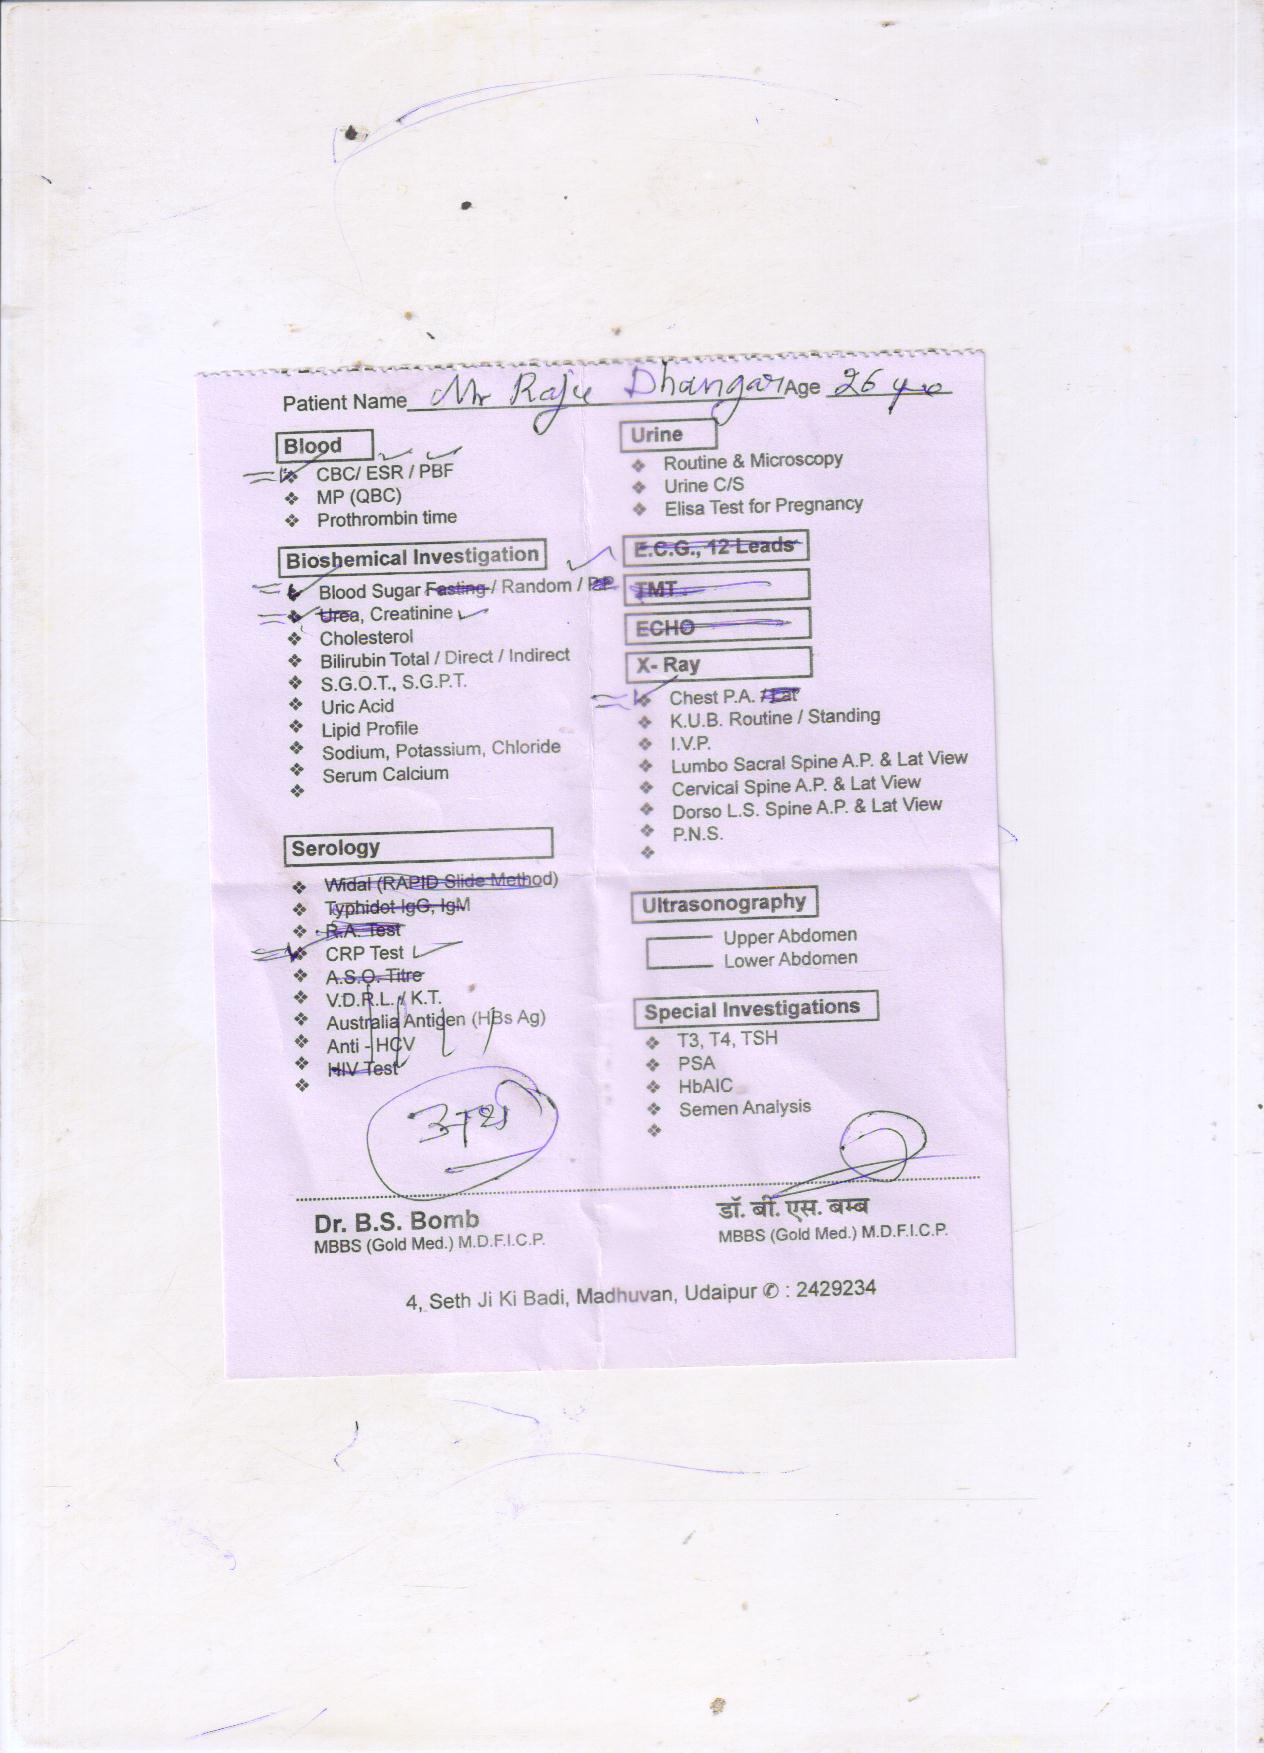 Patient Name Mr Raju Dhangar Age 26 yrs
Blood
❖ CBC/ ESR / PBF
❖ MP (QBC)
❖ Prothrombin time
Bioshemical Investigation
❖ Blood Sugar Fasting / Random / PP
❖ Urea, Creatinine
❖ Cholesterol
❖ Bilirubin Total / Direct / Indirect
❖ S.G.O.T., S.G.P.T.
❖ Uric Acid
❖ Lipid Profile
❖ Sodium, Potassium, Chloride
❖ Serum Calcium
❖
Serology
❖ Widal (RAPID Slide Method)
❖ Typhidot IgG, IgM
❖ R.A. Test
❖ CRP Test
❖ A.S.O. Titre
❖ V.D.R.L. / K.T.
❖ Australia Antigen (HBs Ag)
❖ Anti - HCV
❖ HIV Test
❖
Urine
❖ Routine & Microscopy
❖ Urine C/S
❖ Elisa Test for Pregnancy
E.C.G., 12 Leads
TMT
ECHO
X- Ray
❖ Chest P.A. / Lat
❖ K.U.B. Routine / Standing
❖ I.V.P.
❖ Lumbo Sacral Spine A.P. & Lat View
❖ Cervical Spine A.P. & Lat View
❖ Dorso L.S. Spine A.P. & Lat View
❖ P.N.S.
❖
Ultrasonography
Upper Abdomen
Lower Abdomen
Special Investigations
❖ T3, T4, TSH
❖ PSA
❖ HbAIC
❖ Semen Analysis
❖
Dr. B.S. Bomb
MBBS (Gold Med.) M.D.F.I.C.P.
डॉ. बी. एस. बम्ब
MBBS (Gold Med.) M.D.F.I.C.P.
4, Seth Ji Ki Badi, Madhuvan, Udaipur ✆ : 2429234